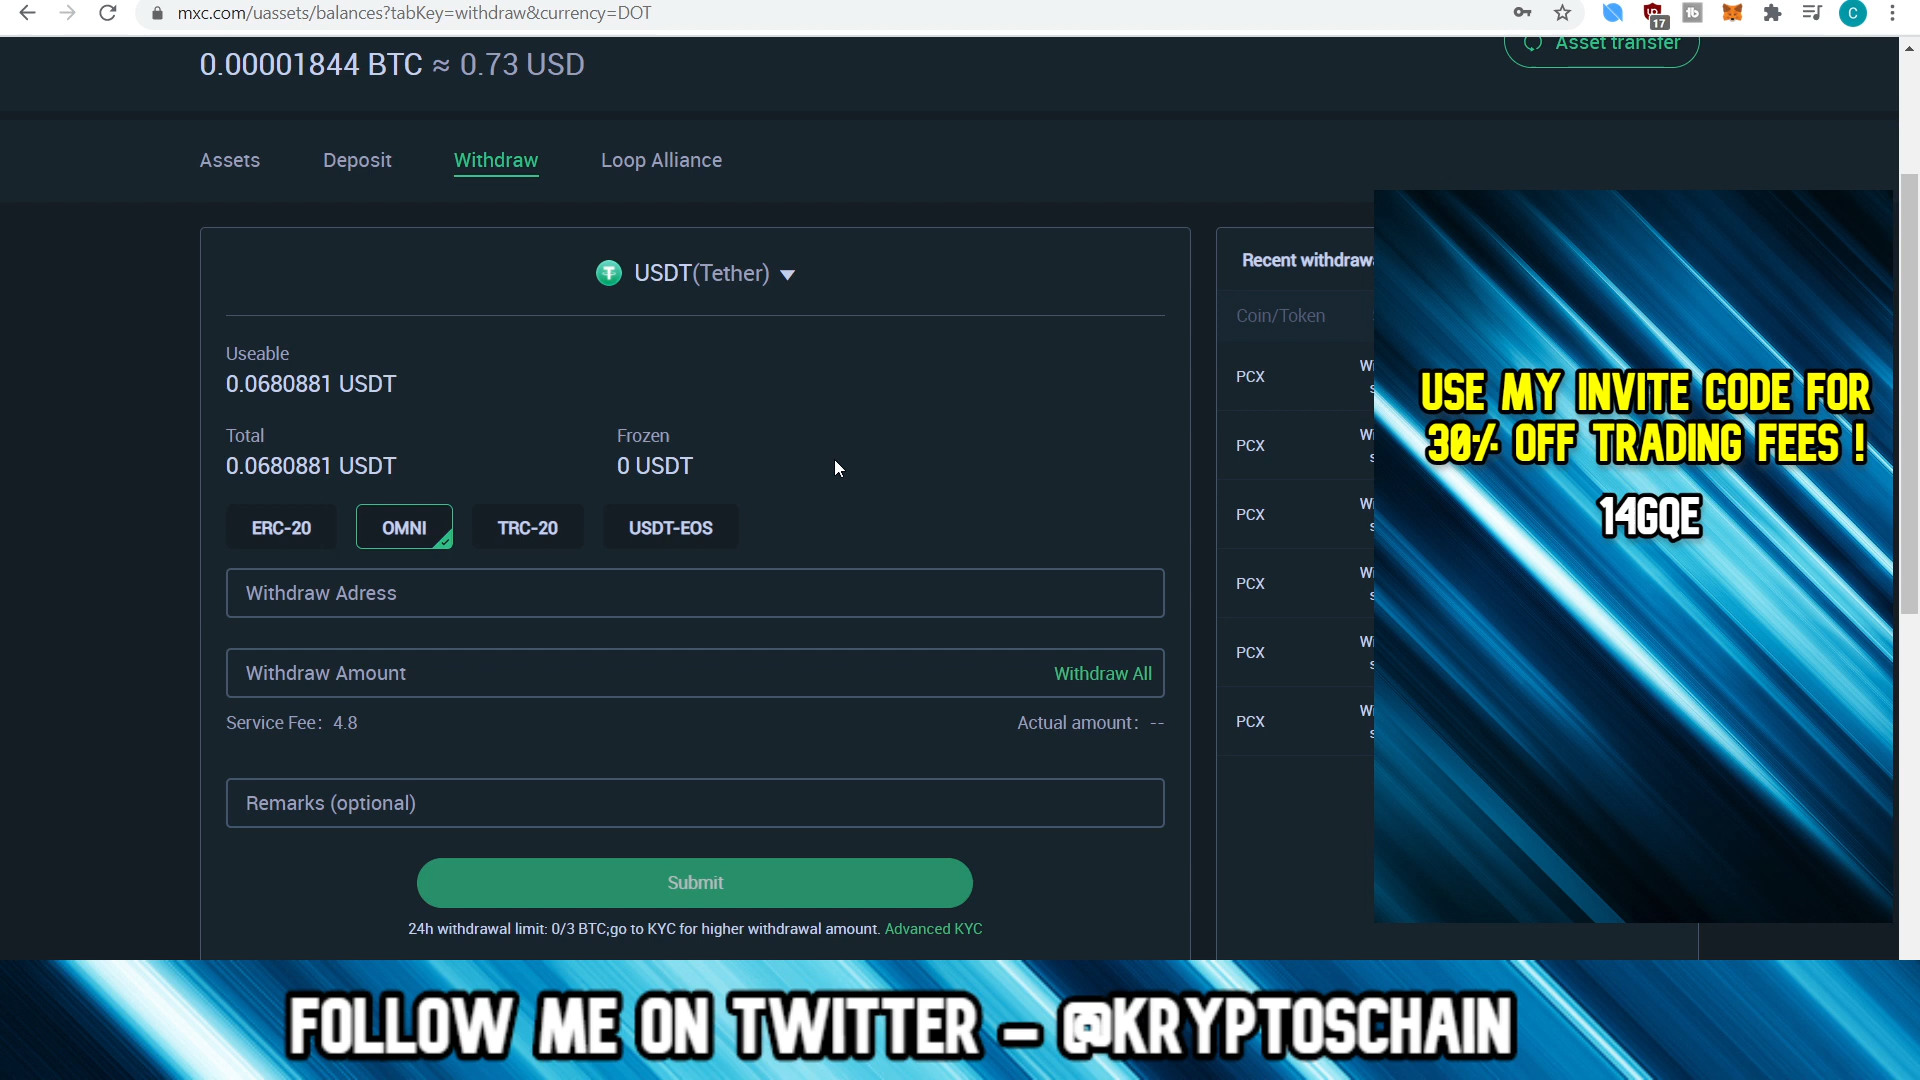 mxc.com/uassets/balances?tabKey=withdraw&currency=DOT
17
C
0.00001844 BTC ≈ 0.73 USD
Asset transfer
Assets
Deposit
Withdraw
Loop Alliance
USDT(Tether)
Useable
0.0680881 USDT
Total
0.0680881 USDT
Frozen
0 USDT
ERC-20
OMNI
TRC-20
USDT-EOS
Withdraw Adress
Withdraw Amount
Withdraw All
Service Fee: 4.8
Actual amount: --
Remarks (optional)
Submit
24h withdrawal limit: 0/3 BTC;go to KYC for higher withdrawal amount. Advanced KYC
Recent
Coin/Token
PCX
PCX
PCX
PCX
PCX
PCX
USE MY INVITE CODE FOR
30% OFF TRADING FEES !
14GQE
FOLLOW ME ON TWITTER - @KRYPTOSCHAIN